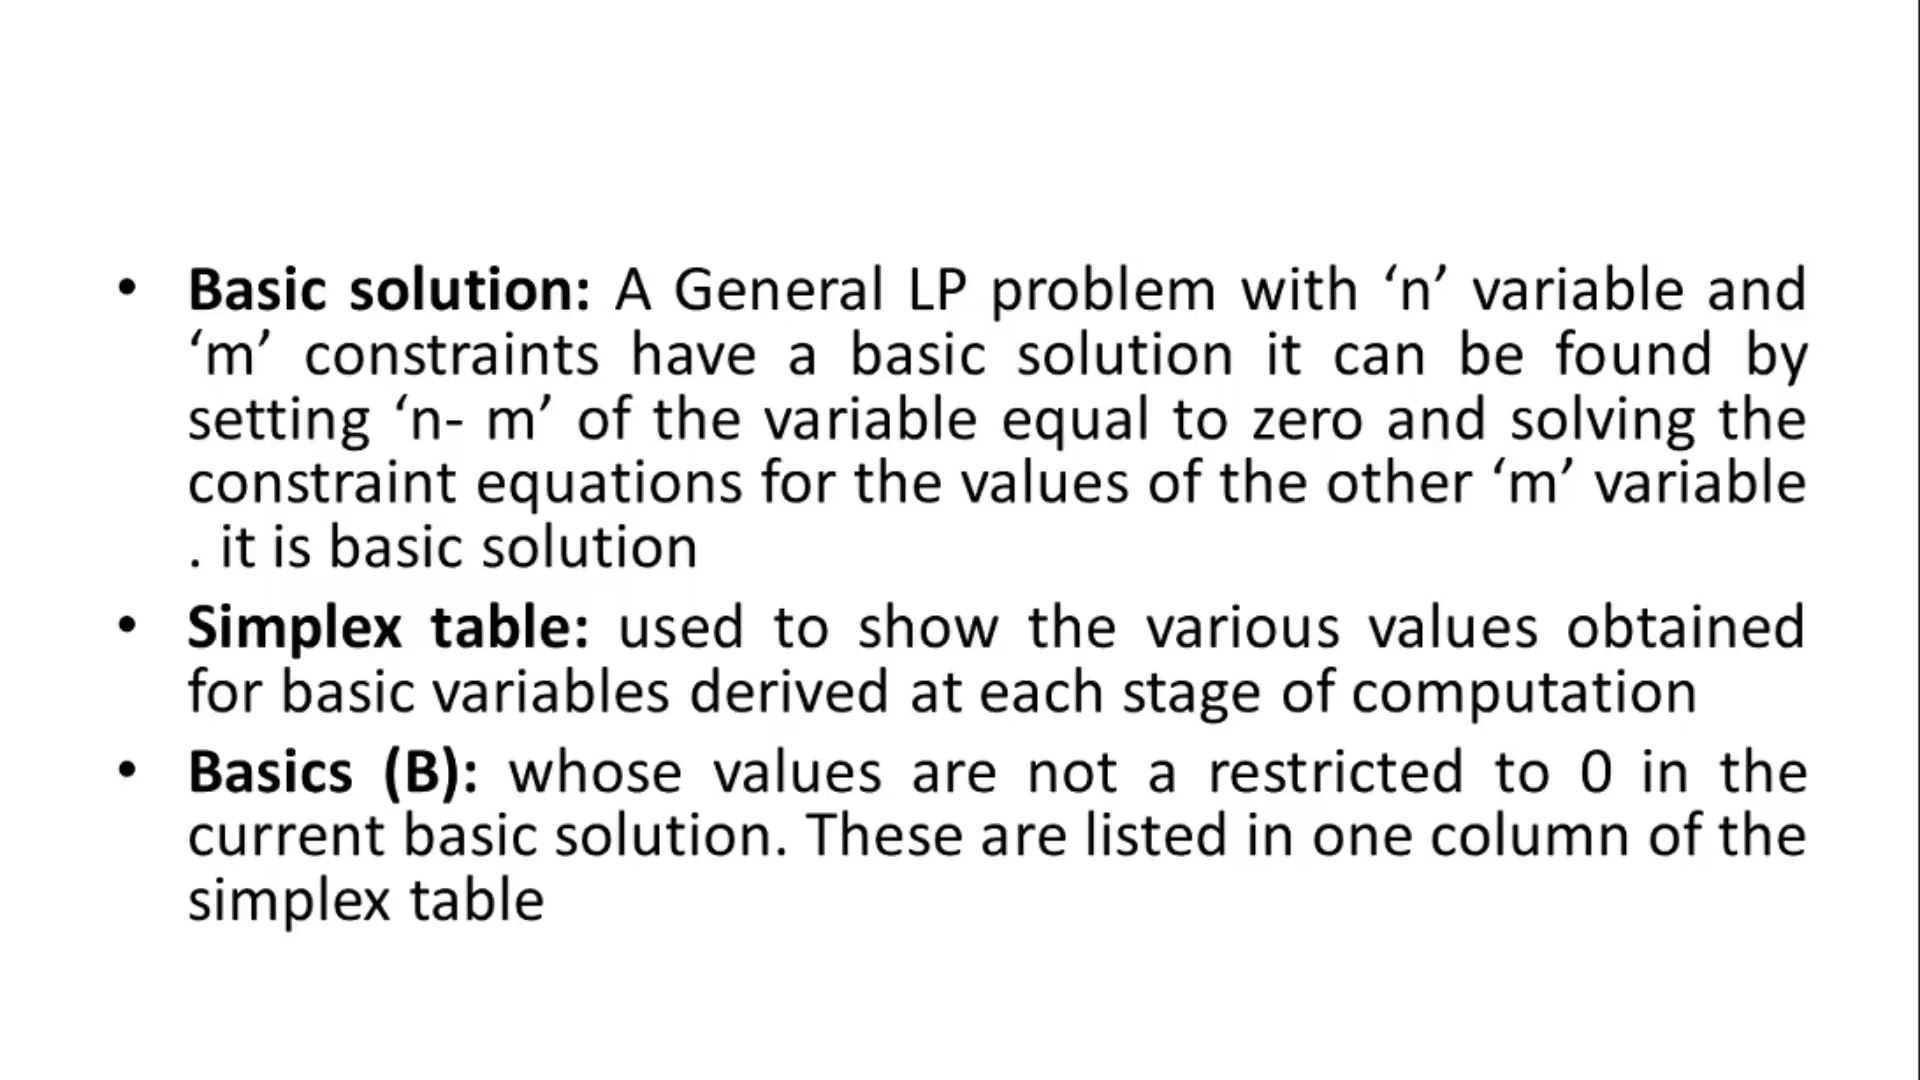 • Basic solution: A General LP problem with ‘n’ variable and
‘m’ constraints have a basic solution it can be found by
setting ‘n- m’ of the variable equal to zero and solving the
constraint equations for the values of the other ‘m’ variable
. it is basic solution
• Simplex table: used to show the various values obtained
for basic variables derived at each stage of computation
• Basics (B): whose values are not a restricted to 0 in the
current basic solution. These are listed in one column of the
simplex table